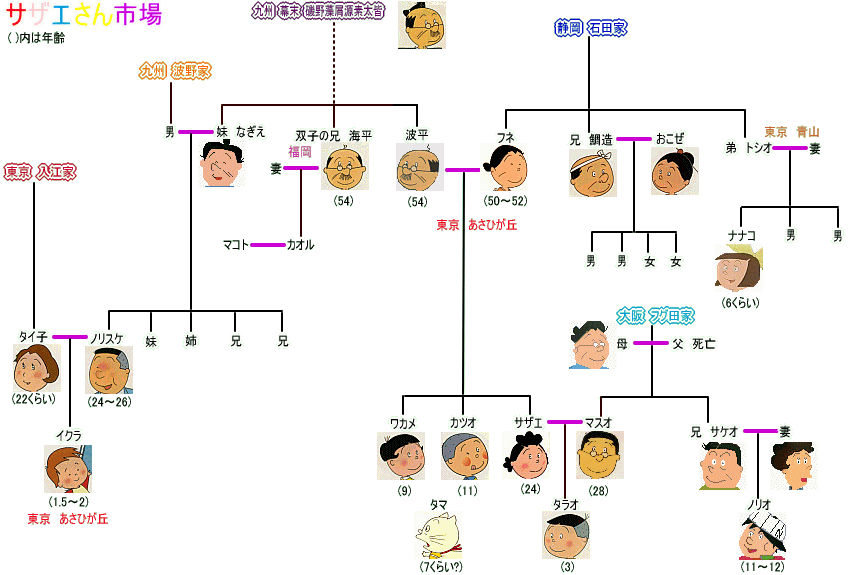 サザエさん市場
( )内は年齢
九州 幕末 磯野藻屑源素太皆
静岡 石田家
九州 波野家
男
妹 なぎえ
双子の兄 海平
波平
フネ
兄 鯛造
おこぜ
東京 青山
弟 トシオ
妻
福岡
妻
(54)
(54)
(50～52)
東京 入江家
東京 あさひが丘
マコト
カオル
男
男
女
女
ナナコ
男
男
(6くらい)
大阪 フグ田家
母
父 死亡
タイ子
ノリスケ
妹
姉
兄
兄
(22くらい)
(24～26)
イクラ
(1.5～2)
東京 あさひが丘
ワカメ
カツオ
サザエ
マスオ
兄 サケオ
妻
(9)
(11)
(24)
(28)
タマ
タラオ
ノリオ
(7くらい?)
(3)
(11～12)